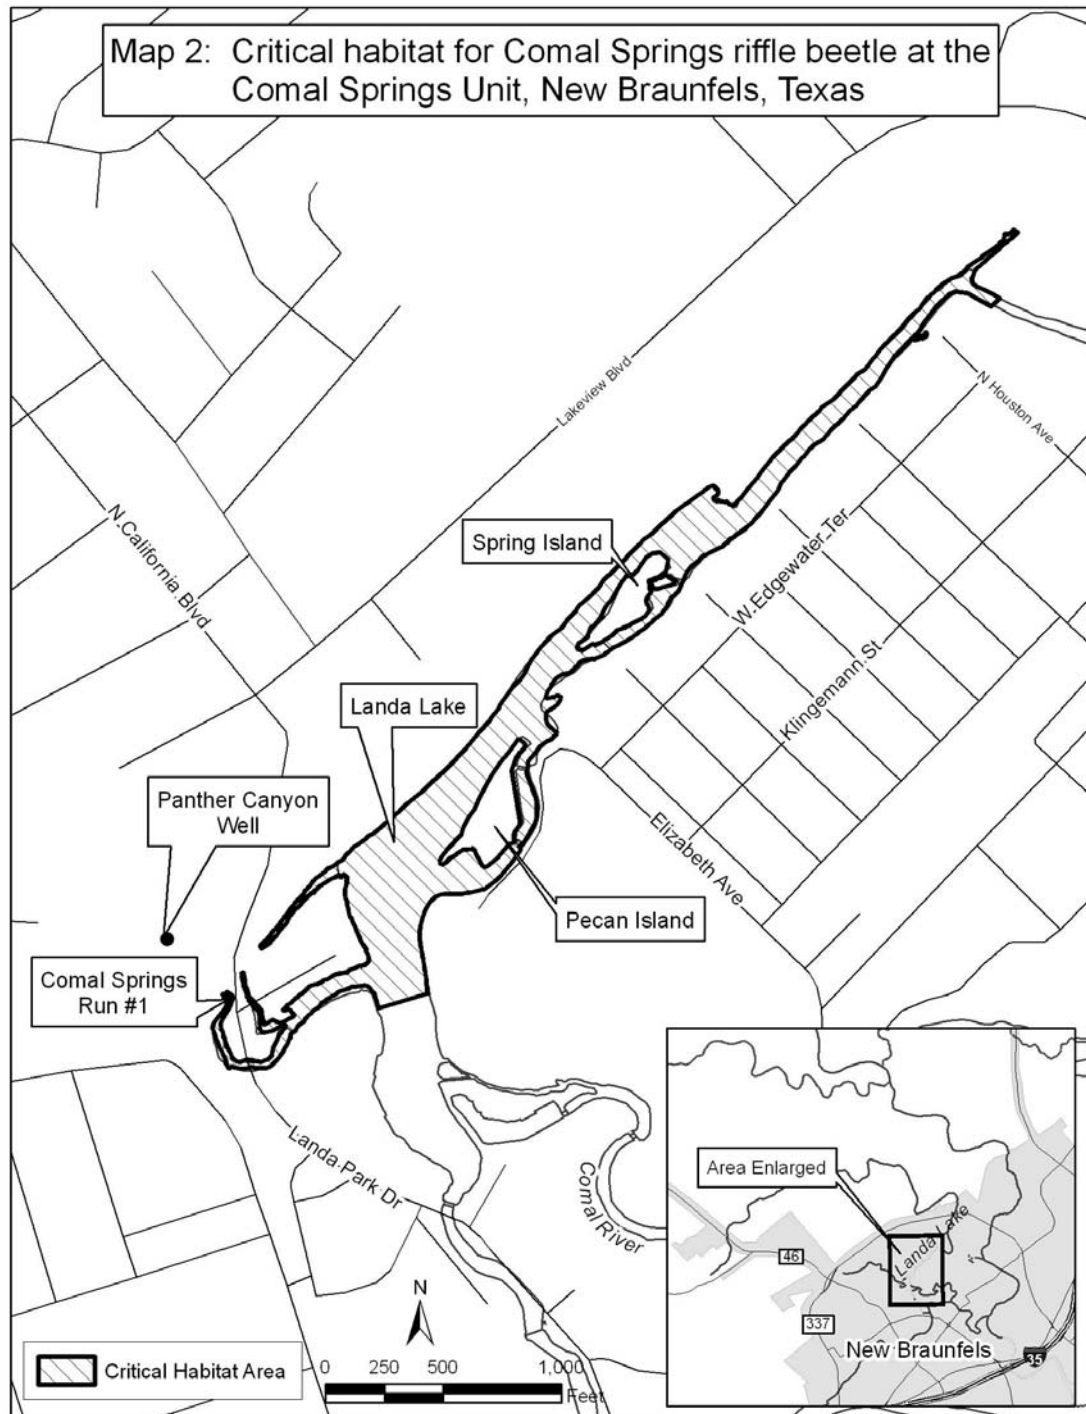 Map 2: Critical habitat for Comal Springs riffle beetle at the
Comal Springs Unit, New Braunfels, Texas
Lakeview Blvd
N Houston Ave
N California Blvd
Spring Island
W Edgewater Ter
Klingemann St
Landa Lake
Panther Canyon
Well
Elizabeth Ave
Pecan Island
Comal Springs
Run #1
Landa Park Dr
Comal River
Area Enlarged
Landa Lake
46
337
New Braunfels
35
N
Critical Habitat Area
0 250 500 1,000
Feet